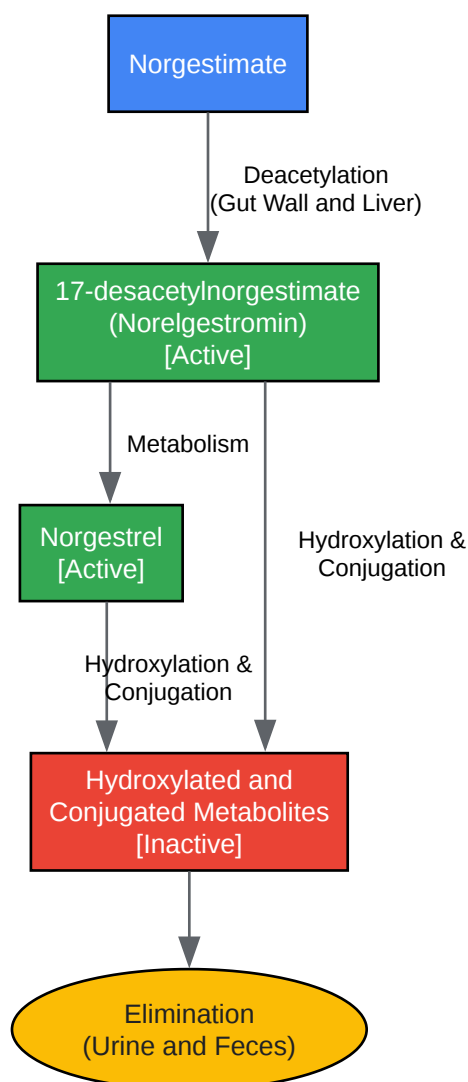 Norgestimate
Deacetylation
(Gut Wall and Liver)
17-desacetylnorgestimate
(Norelgestromin)
[Active]
Metabolism
Norgestrel
[Active]
Hydroxylation &
Conjugation
Hydroxylation &
Conjugation
Hydroxylated and
Conjugated Metabolites
[Inactive]
Elimination
(Urine and Feces)